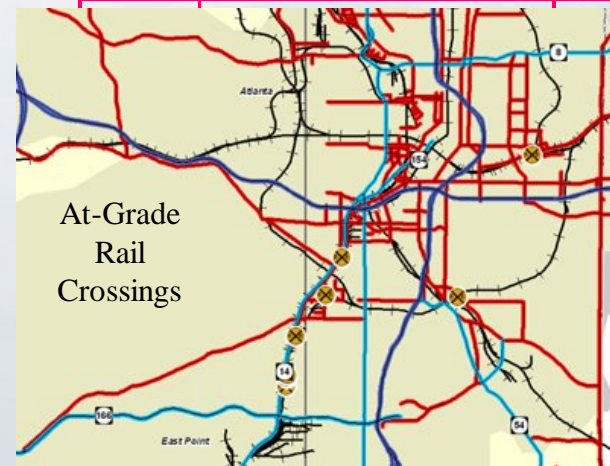 8
Atlanta
154
At-Grade
Rail
Crossings
14
166
54
East Point